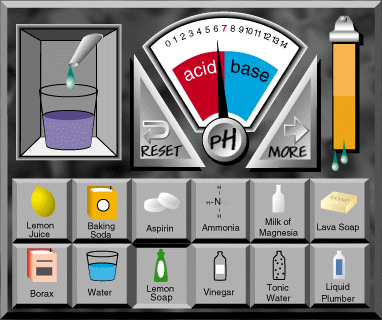 0 1 2 3 4 5 6 7 8 9 10 11 12 13 14
acid base
pH
RESET MORE
SOAP
Lemon
Juice
Baking
Soda
Aspirin
H
H N
H
Ammonia
Milk of
Magnesia
Lava Soap
Borax
Water
Lemon
Soap
Vinegar
Tonic
Water
Liquid
Plumber